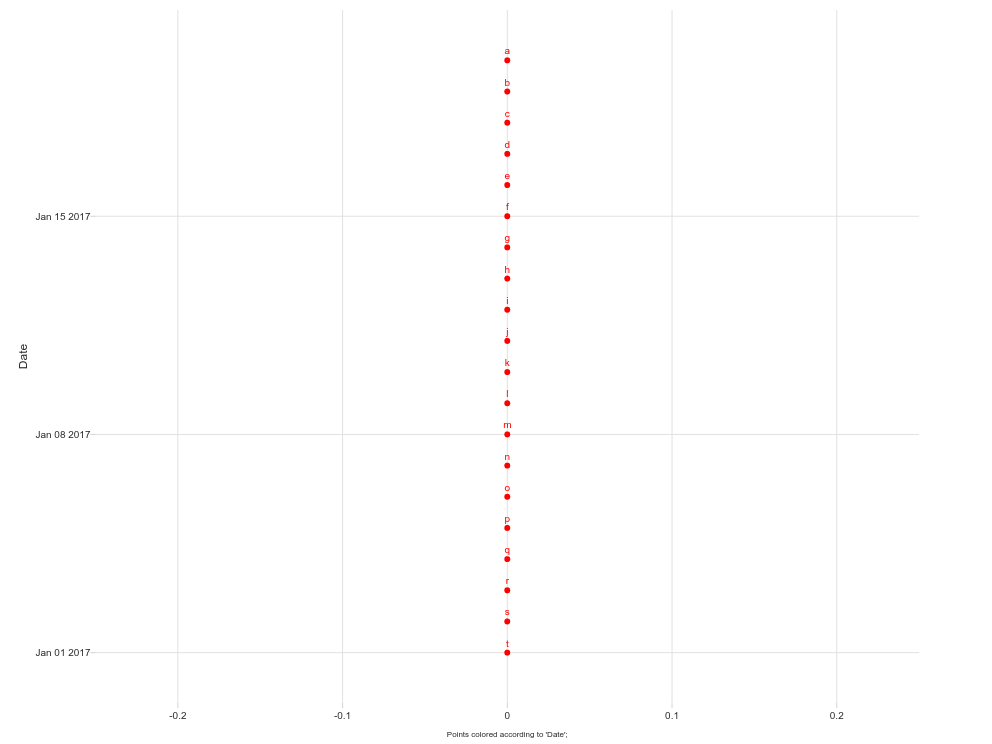 a
b
c
d
e
Jan 15 2017
f
g
h
i
j
Date
k
l
Jan 08 2017
m
n
o
p
q
r
s
Jan 01 2017
t
-0.2
-0.1
0
0.1
0.2
Points colored according to 'Date';